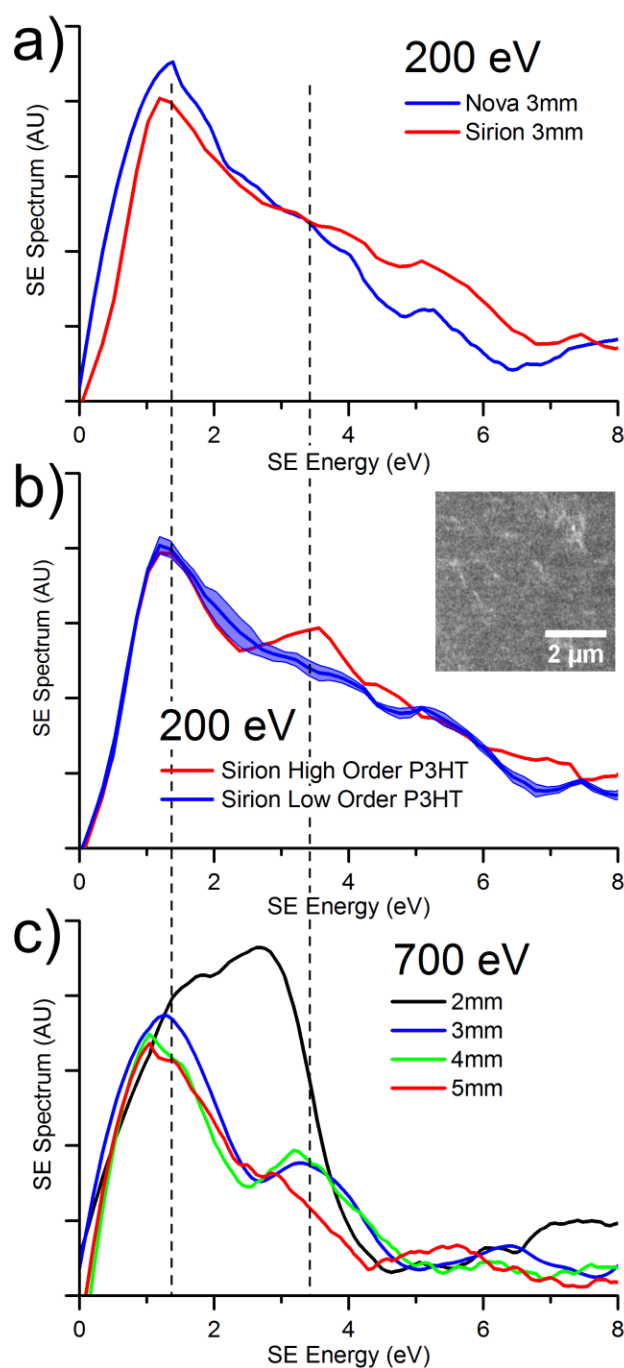 a)
200 eV
Nova 3mm
Sirion 3mm
SE Spectrum (AU)
0 2 4 6 8
SE Energy (eV)
b)
2 µm
200 eV
Sirion High Order P3HT
Sirion Low Order P3HT
SE Spectrum (AU)
0 2 4 6 8
SE Energy (eV)
c)
700 eV
2mm
3mm
4mm
5mm
SE Spectrum (AU)
0 2 4 6 8
SE Energy (eV)